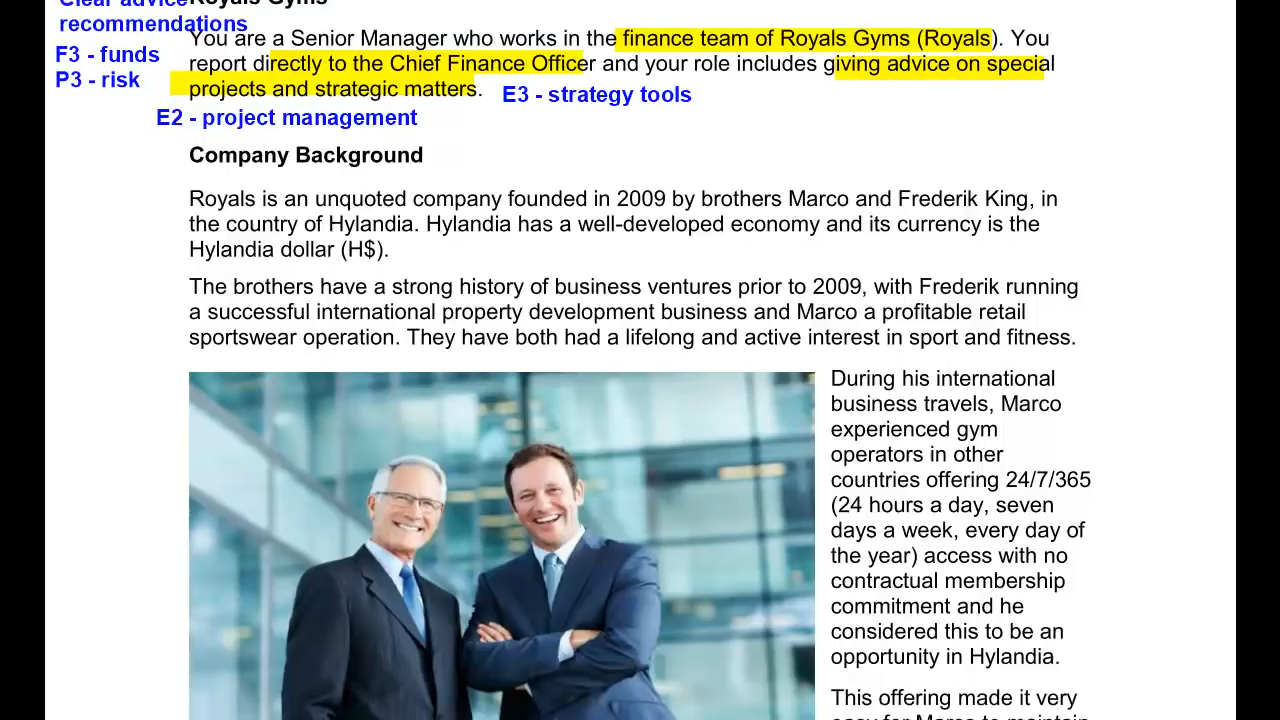 Clear advice
Royals Gyms
recommendations
You are a Senior Manager who works in the finance team of Royals Gyms (Royals). You
F3 - funds
report directly to the Chief Finance Officer and your role includes giving advice on special
P3 - risk
projects and strategic matters.
E3 - strategy tools
E2 - project management
Company Background
Royals is an unquoted company founded in 2009 by brothers Marco and Frederik King, in
the country of Hylandia. Hylandia has a well-developed economy and its currency is the
Hylandia dollar (H$).
The brothers have a strong history of business ventures prior to 2009, with Frederik running
a successful international property development business and Marco a profitable retail
sportswear operation. They have both had a lifelong and active interest in sport and fitness.
During his international
business travels, Marco
experienced gym
operators in other
countries offering 24/7/365
(24 hours a day, seven
days a week, every day of
the year) access with no
contractual membership
commitment and he
considered this to be an
opportunity in Hylandia.
This offering made it very
easy for Marco to maintain